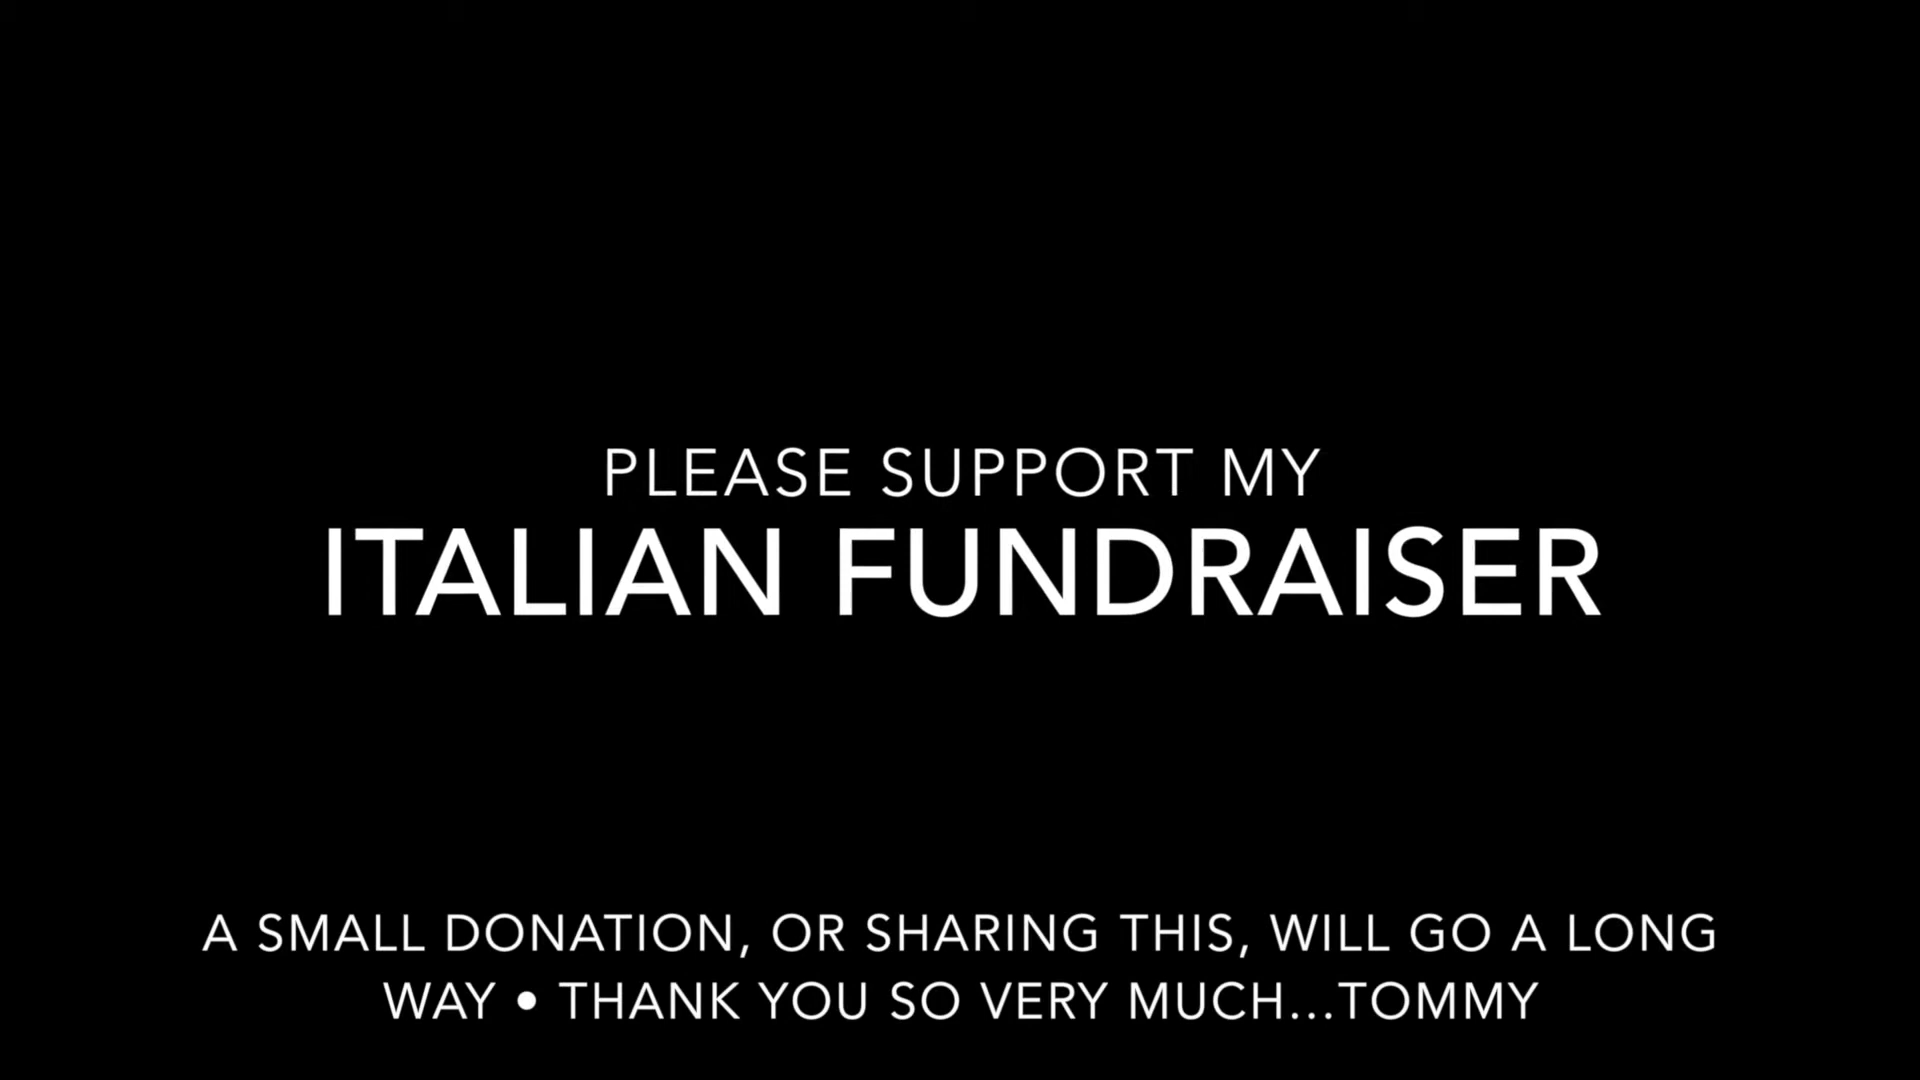 PLEASE SUPPORT MY
ITALIAN FUNDRAISER
A SMALL DONATION, OR SHARING THIS, WILL GO A LONG
WAY • THANK YOU SO VERY MUCH...TOMMY